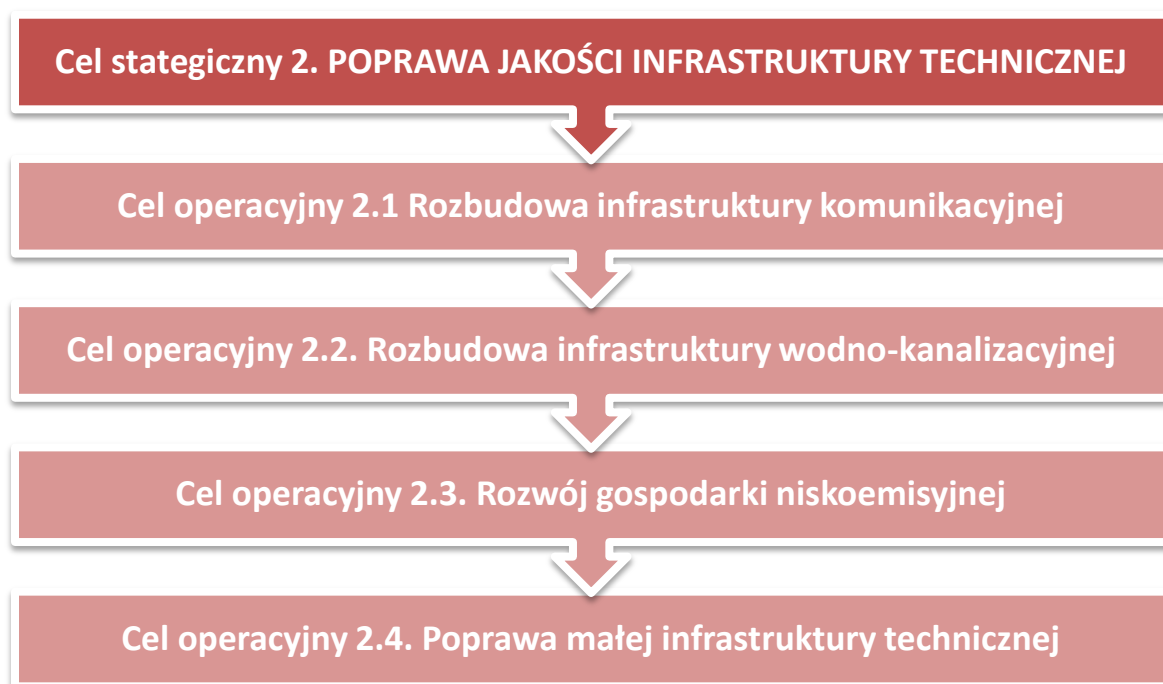 Cel stategiczny 2. POPRAWA JAKOŚCI INFRASTRUKTURY TECHNICZNEJ
Cel operacyjny 2.1 Rozbudowa infrastruktury komunikacyjnej
Cel operacyjny 2.2. Rozbudowa infrastruktury wodno-kanalizacyjnej
Cel operacyjny 2.3. Rozwój gospodarki niskoemisyjnej
Cel operacyjny 2.4. Poprawa małej infrastruktury technicznej